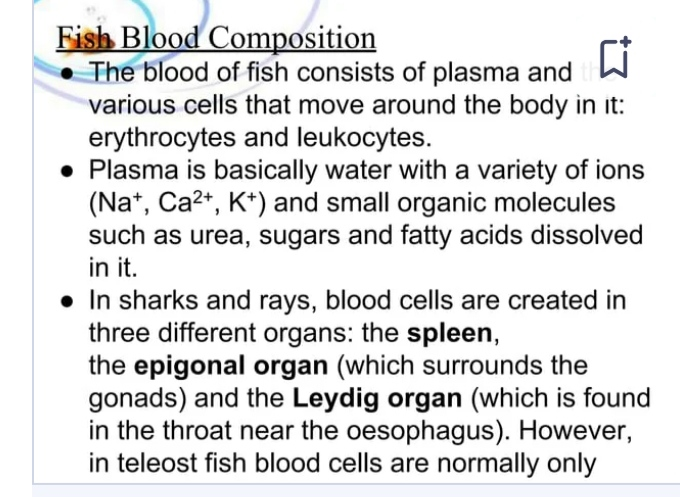 Fish Blood Composition
● The blood of fish consists of plasma and the
various cells that move around the body in it:
erythrocytes and leukocytes.
● Plasma is basically water with a variety of ions
(Na⁺, Ca²⁺, K⁺) and small organic molecules
such as urea, sugars and fatty acids dissolved
in it.
● In sharks and rays, blood cells are created in
three different organs: the spleen,
the epigonal organ (which surrounds the
gonads) and the Leydig organ (which is found
in the throat near the oesophagus). However,
in teleost fish blood cells are normally only